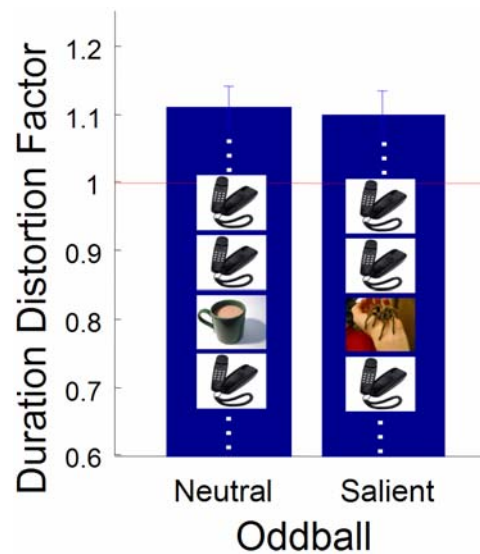 Duration Distortion Factor
1.2
1.1
1
0.9
0.8
0.7
0.6
Neutral
Salient
Oddball